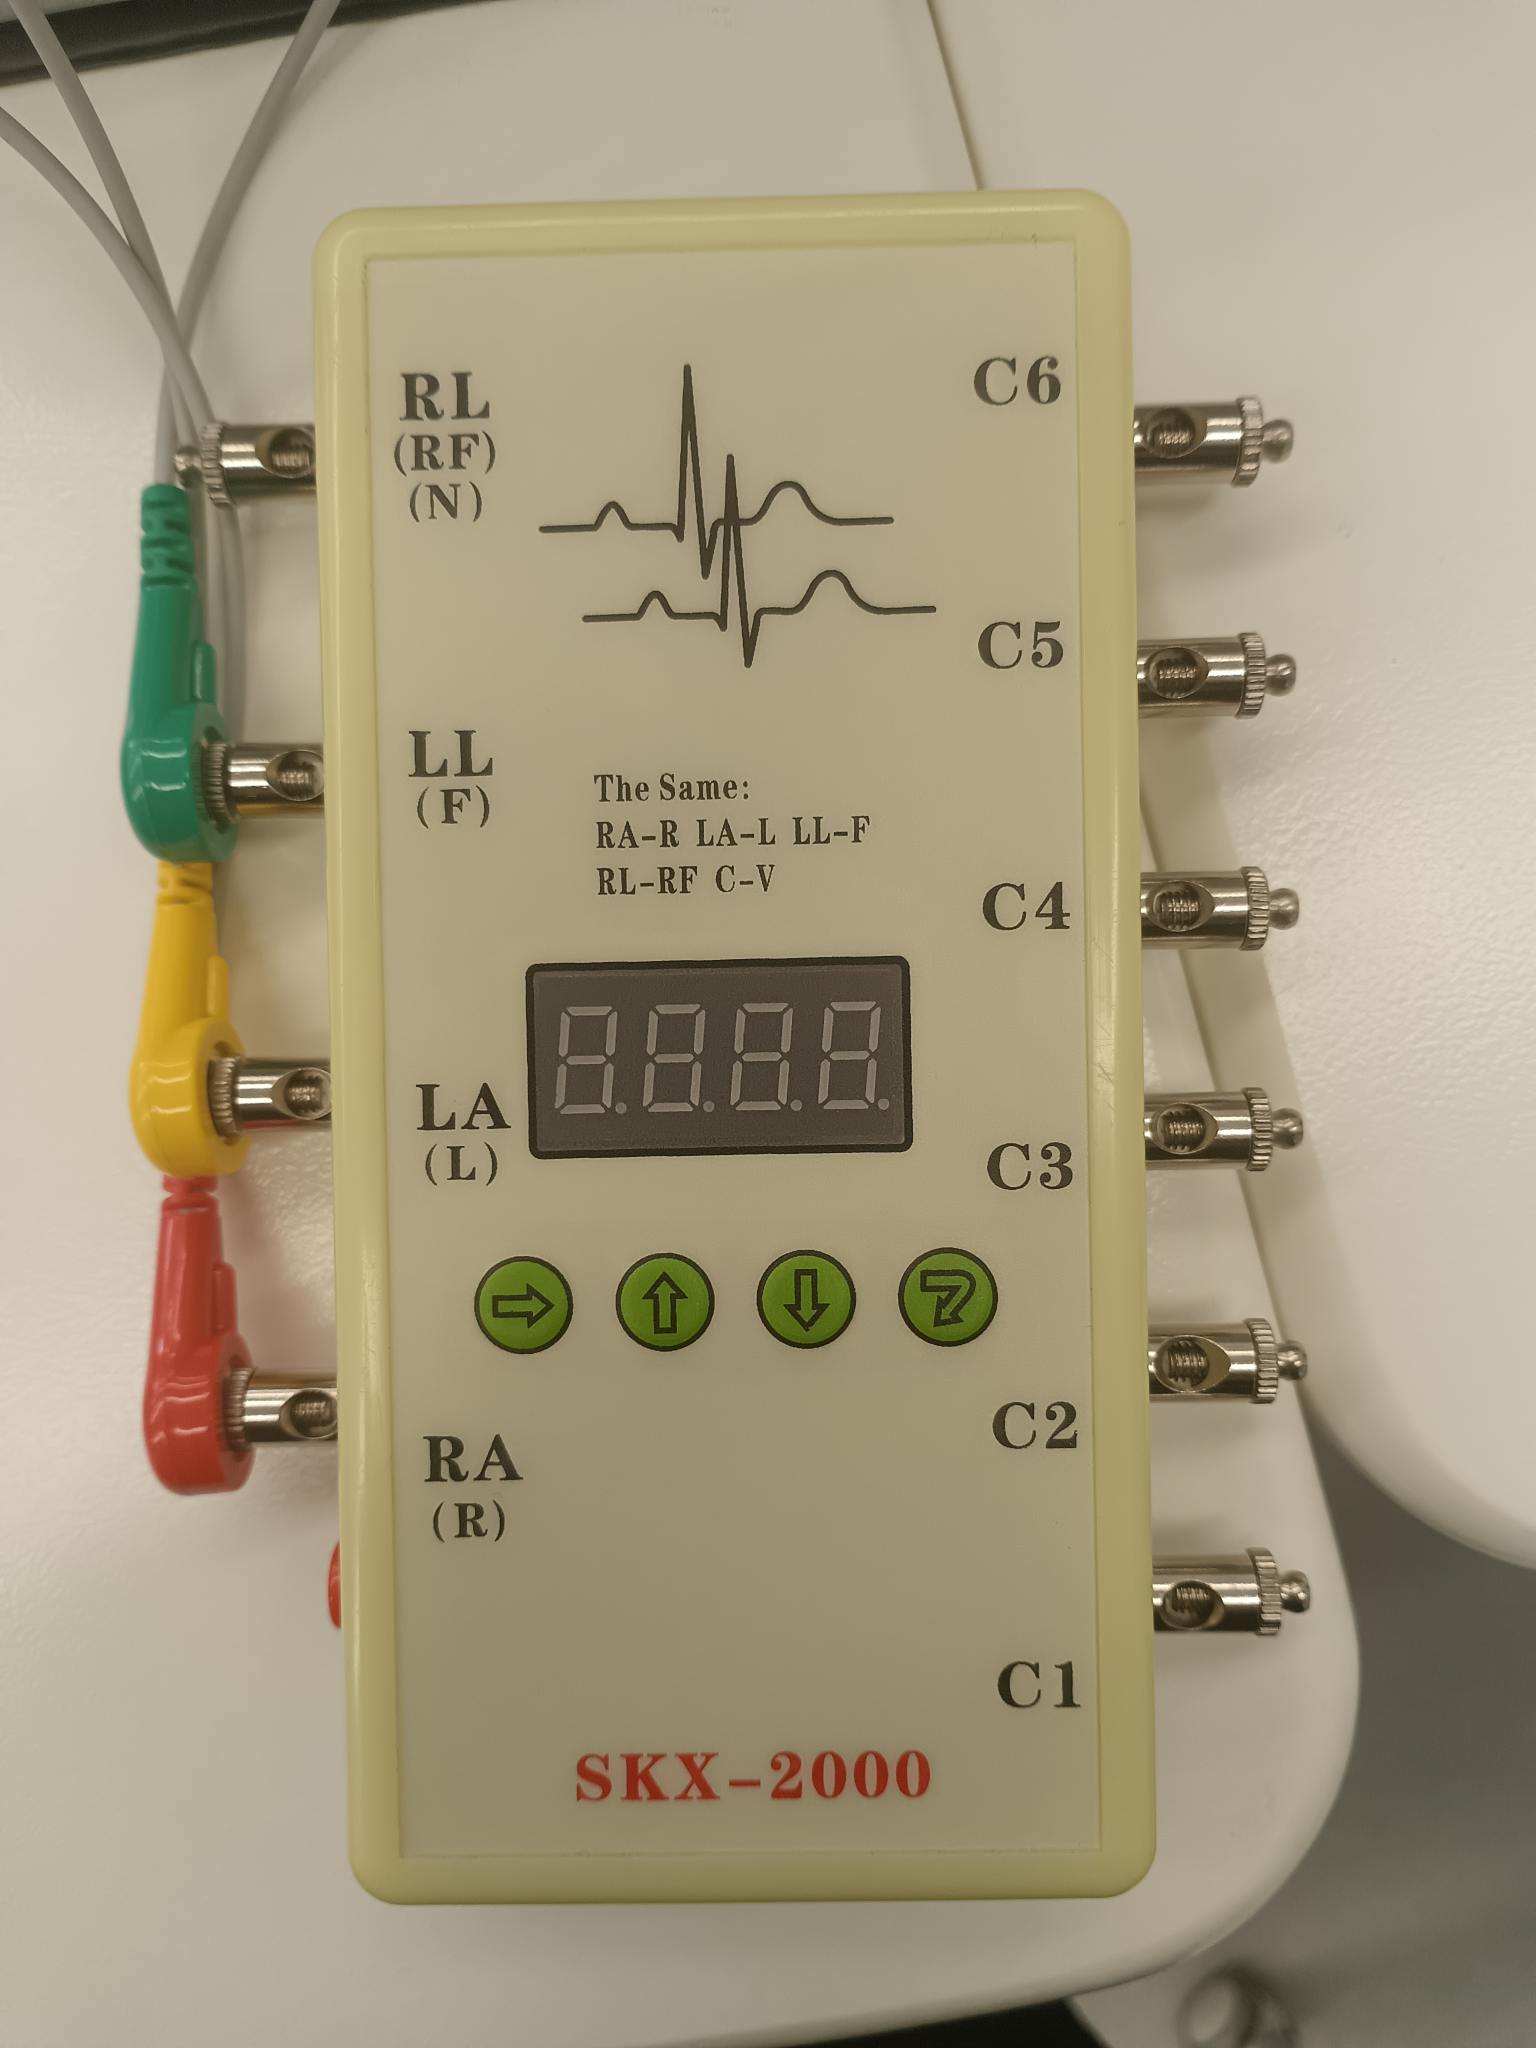 RL
(RF)
(N)
C6
C5
LL
(F)
The Same:
RA-R LA-L LL-F
RL-RF C-V
C4
LA
(L)
C3
RA
(R)
C2
C1
SKX-2000